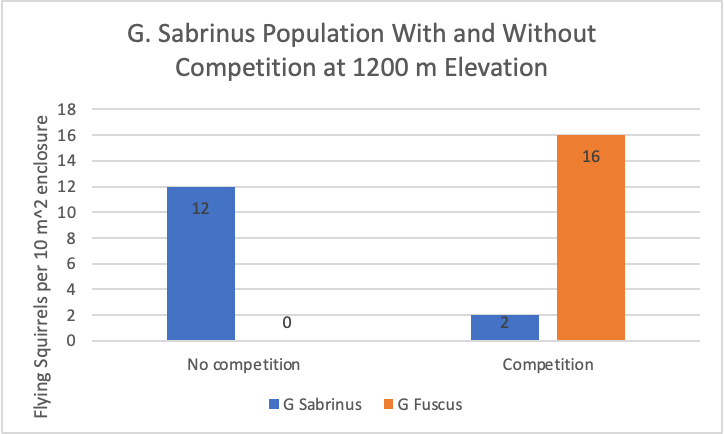 G. Sabrinus Population With and Without
Competition at 1200 m Elevation
Flying Squirrels per 10 m^2 enclosure
18
16
14
12
10
8
6
4
2
0
12
0
2
16
No competition
Competition
G Sabrinus
G Fuscus